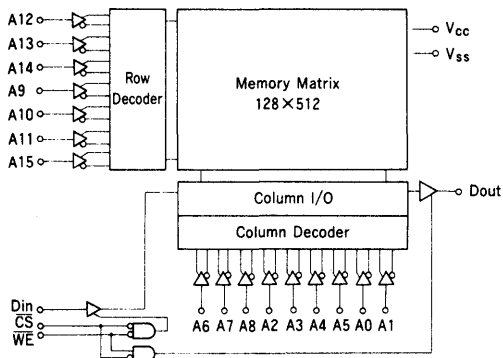 A12
A13
A14
A9
A10
A11
A15
Row
Decoder
Memory Matrix
128×512
Vcc
Vss
Column I/O
Column Decoder
Dout
A6 A7 A8 A2 A3 A4 A5 A0 A1
Din
CS
WE